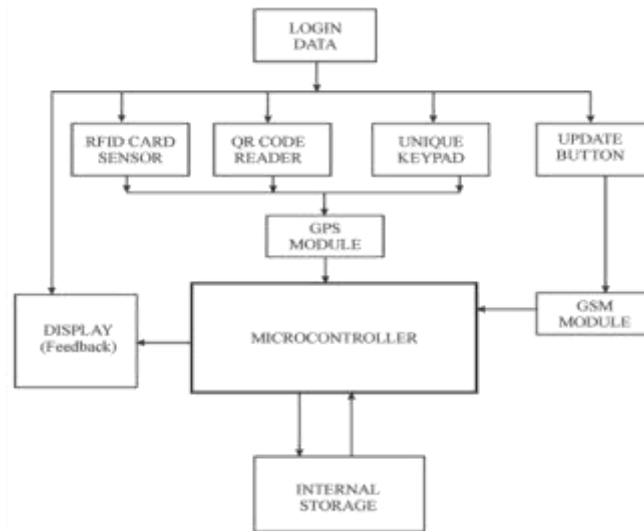 LOGIN
DATA
RFID CARD
SENSOR
QR CODE
READER
UNIQUE
KEYPAD
UPDATE
BUTTON
GPS
MODULE
DISPLAY
(Feedback)
MICROCONTROLLER
GSM
MODULE
INTERNAL
STORAGE